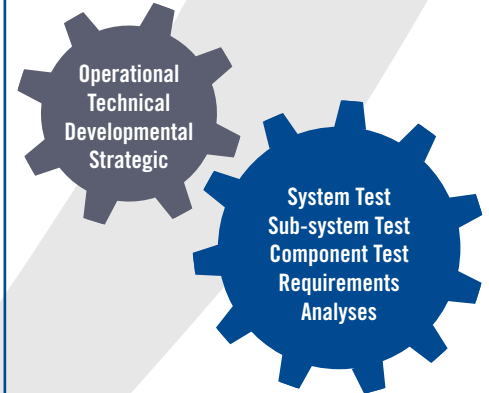 Operational
Technical
Developmental
Strategic
System Test
Sub-system Test
Component Test
Requirements
Analyses